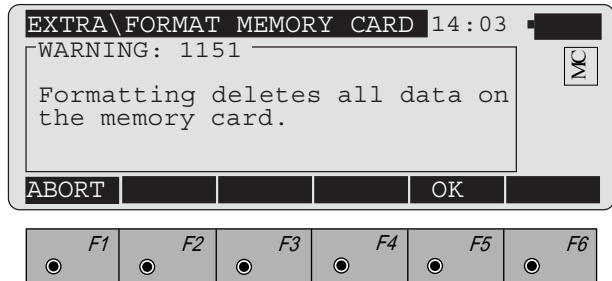 EXTRA\FORMAT MEMORY CARD 14:03
WARNING: 1151
MC
Formatting deletes all data on
the memory card.
ABORT OK
F1 F2 F3 F4 F5 F6